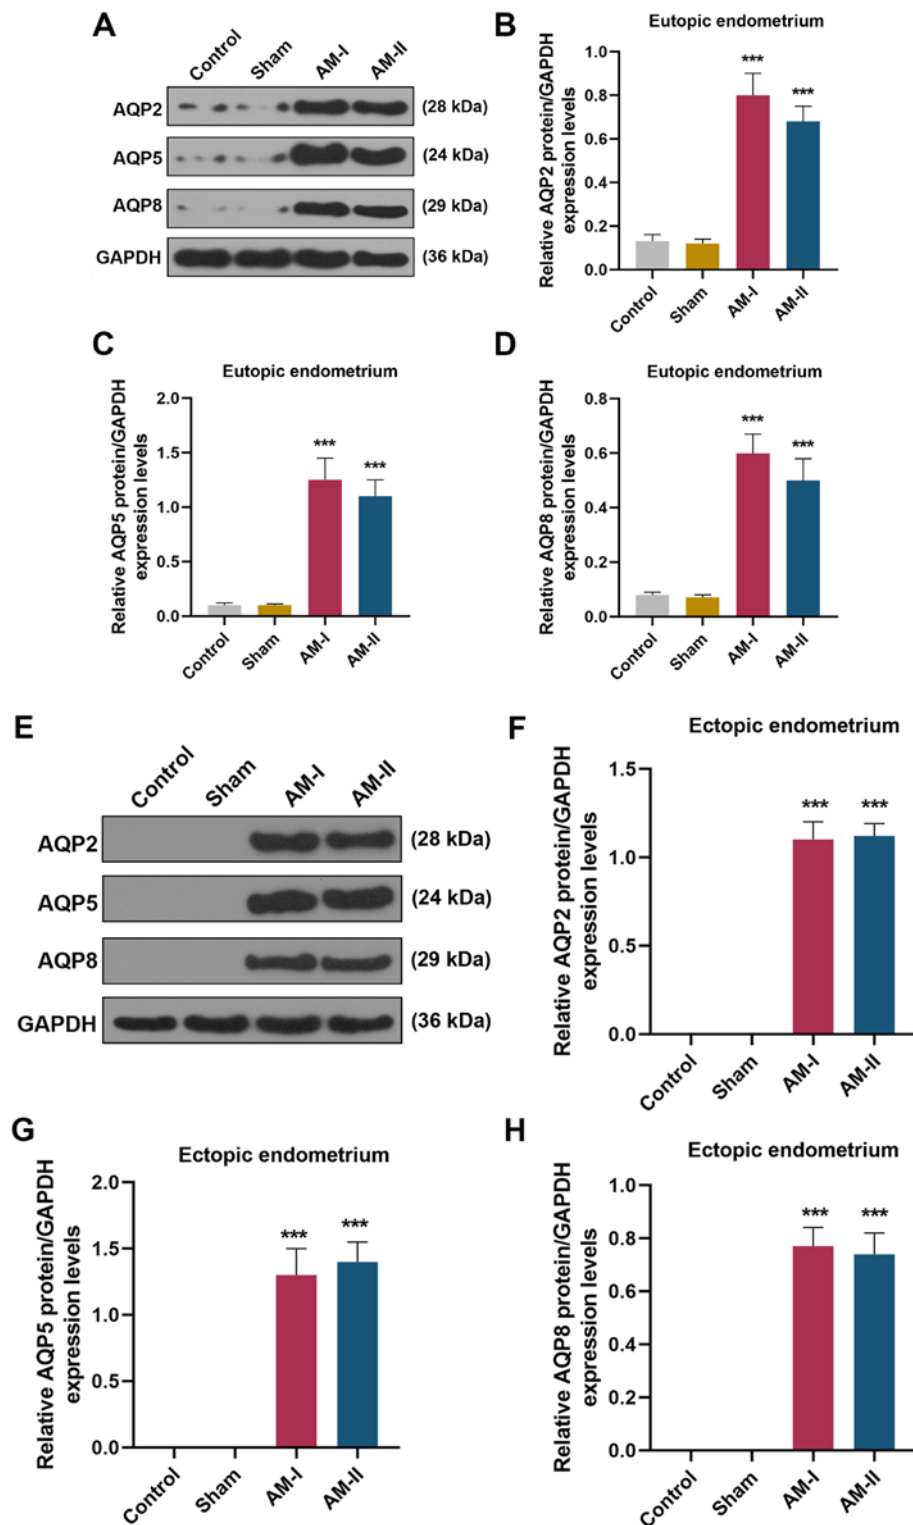 A
Control
Sham
AM-I
AM-II
AQP2
(28 kDa)
AQP5
(24 kDa)
AQP8
(29 kDa)
GAPDH
(36 kDa)
B
Eutopic endometrium
Relative AQP2 protein/GAPDH
expression levels
1.0
0.8
0.6
0.4
0.2
0.0
***
***
Control
Sham
AM-I
AM-II
C
Eutopic endometrium
Relative AQP5 protein/GAPDH
expression levels
2.0
1.5
1.0
0.5
0.0
***
***
Control
Sham
AM-I
AM-II
D
Eutopic endometrium
Relative AQP8 protein/GAPDH
expression levels
0.8
0.6
0.4
0.2
0.0
***
***
Control
Sham
AM-I
AM-II
E
Control
Sham
AM-I
AM-II
AQP2
(28 kDa)
AQP5
(24 kDa)
AQP8
(29 kDa)
GAPDH
(36 kDa)
F
Ectopic endometrium
Relative AQP2 protein/GAPDH
expression levels
1.5
1.0
0.5
0.0
***
***
Control
Sham
AM-I
AM-II
G
Ectopic endometrium
Relative AQP5 protein/GAPDH
expression levels
2.0
1.5
1.0
0.5
0.0
***
***
Control
Sham
AM-I
AM-II
H
Ectopic endometrium
Relative AQP8 protein/GAPDH
expression levels
1.0
0.8
0.6
0.4
0.2
0.0
***
***
Control
Sham
AM-I
AM-II